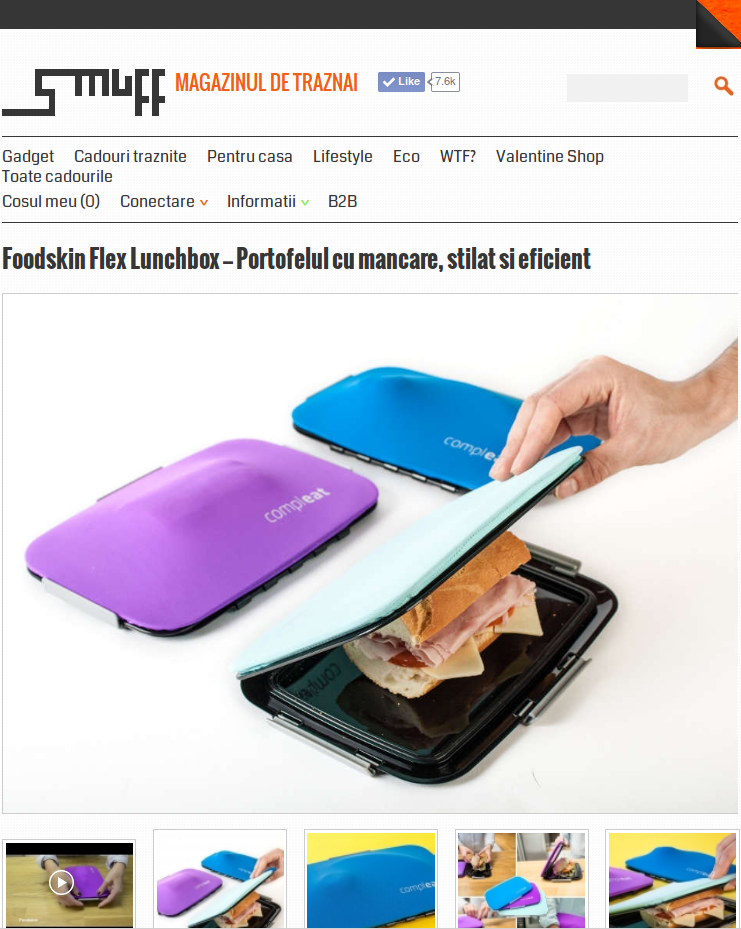 SMUFF
MAGAZINUL DE TRAZNAI
Like
7.6k
Gadget Cadouri traznite Pentru casa Lifestyle Eco WTF? Valentine Shop
Toate cadourile
Cosul meu (0) Conectare Informatii B2B
Foodskin Flex Lunchbox – Portofelul cu mancare, stilat si eficient
compleat
compleat
compleat
compleat